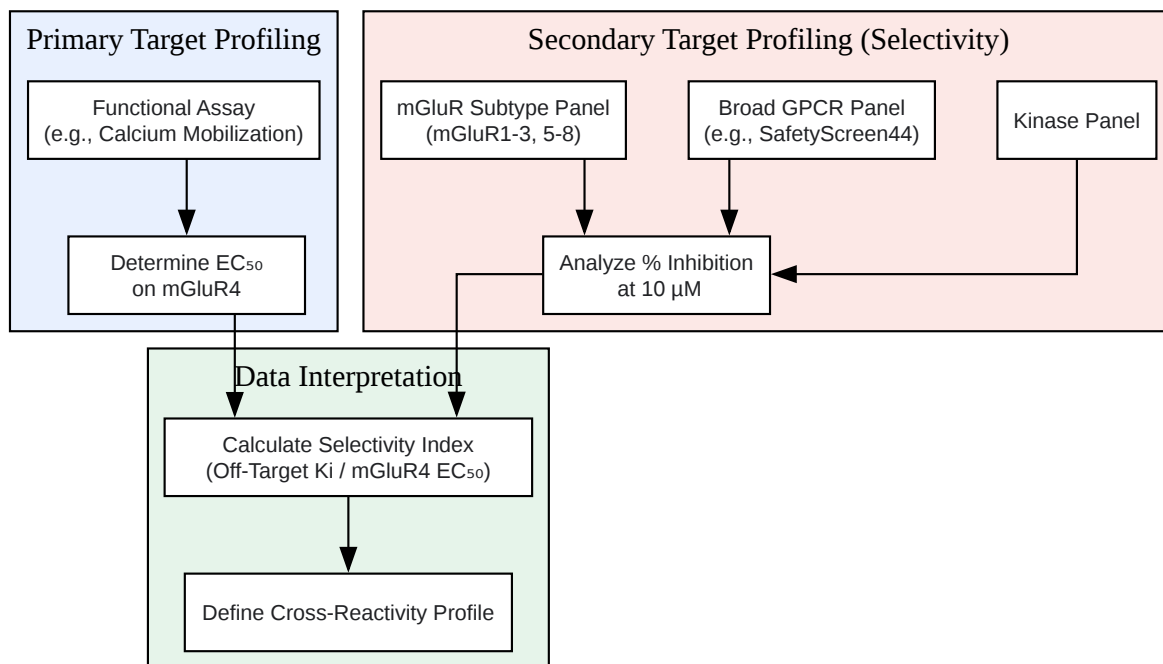 Primary Target Profiling
Functional Assay
(e.g., Calcium Mobilization)
Determine EC₅₀
on mGluR4
Secondary Target Profiling (Selectivity)
mGluR Subtype Panel
(mGluR1-3, 5-8)
Broad GPCR Panel
(e.g., SafetyScreen44)
Kinase Panel
Analyze % Inhibition
at 10 µM
Data Interpretation
Calculate Selectivity Index
(Off-Target Ki / mGluR4 EC₅₀)
Define Cross-Reactivity Profile